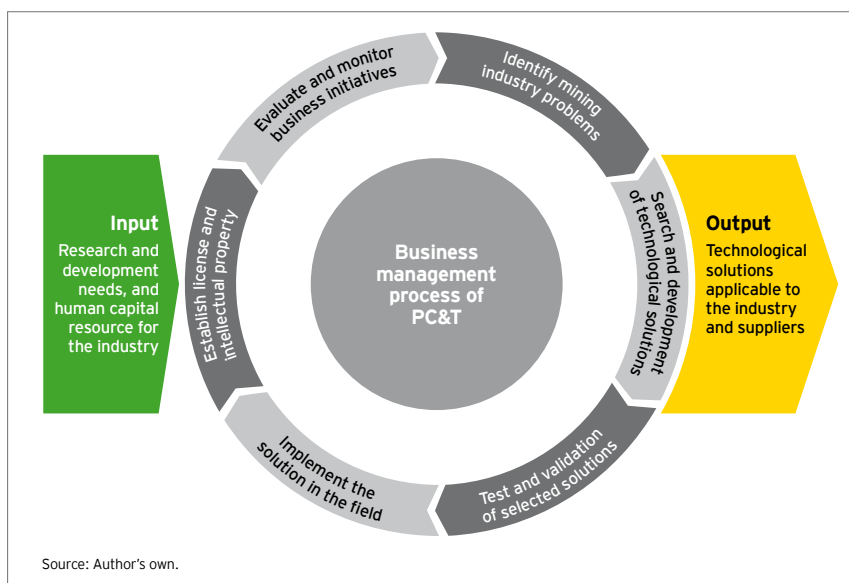 Evaluate and monitor
business initiatives
Identify mining
industry problems
Input
Research and
development
needs, and
human capital
resource for
the industry
Establish license and
intellectual property
Business
management
process of
PC&T
Search and development
of technological solutions
Output
Technological
solutions
applicable to
the industry
and suppliers
Implement the
solution in the field
Test and validation
of selected solutions
Source: Author's own.